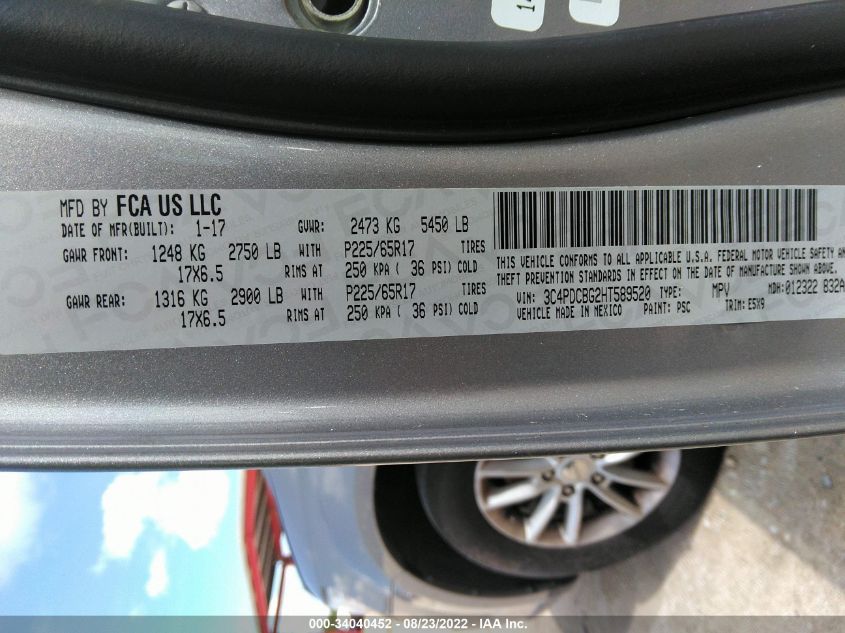 MFD BY FCA US LLC
DATE OF MFR(BUILT): 1-17 GVWR: 2473 KG 5450 LB
GAWR FRONT: 1248 KG 2750 LB WITH P225/65R17 TIRES
17X6.5 RIMS AT 250 KPA ( 36 PSI) COLD
GAWR REAR: 1316 KG 2900 LB WITH P225/65R17 TIRES
17X6.5 RIMS AT 250 KPA ( 36 PSI) COLD
THIS VEHICLE CONFORMS TO ALL APPLICABLE U.S.A. FEDERAL MOTOR VEHICLE SAFETY AN
THEFT PREVENTION STANDARDS IN EFFECT ON THE DATE OF MANUFACTURE SHOWN ABOVE.
VIN: 3C4PDCBG2HT589520 TYPE: MPV MDH: 012322 832A
VEHICLE MADE IN MEXICO PAINT: PSC TRIM: E5X9
000-34040452 - 08/23/2022 - IAA Inc.